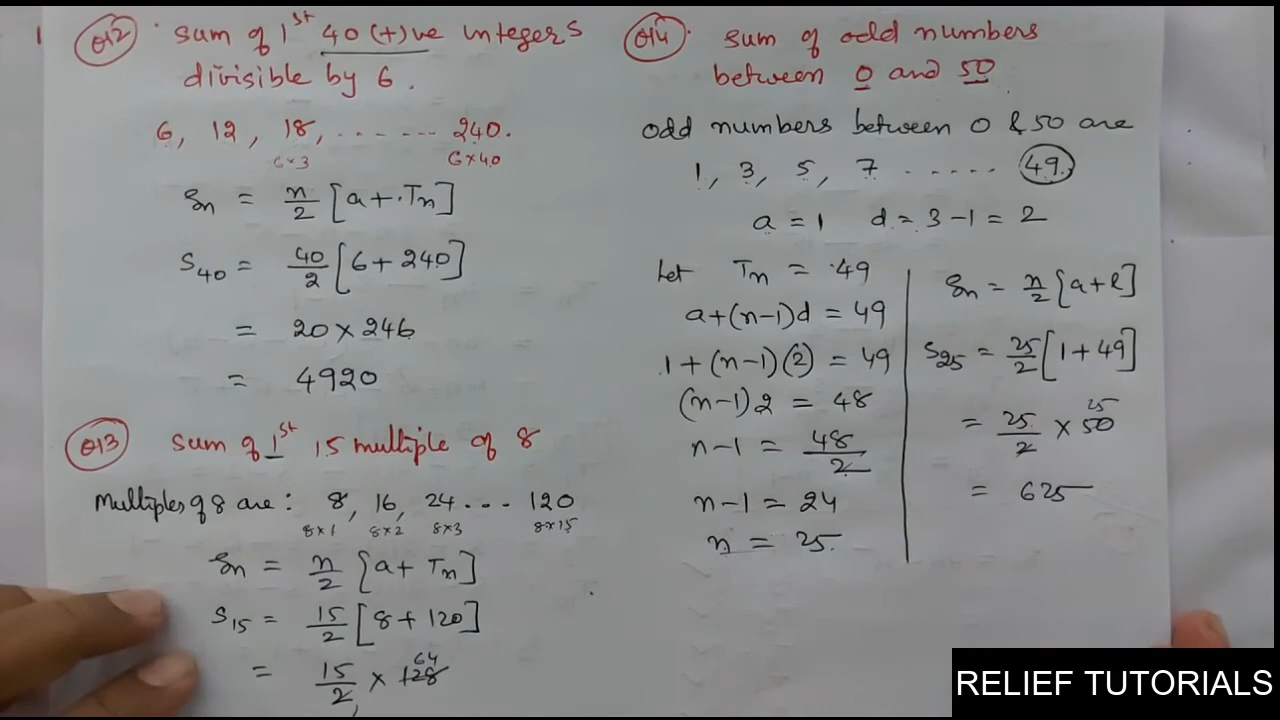 Q12 Sum of 1st 40 (+)ve integers
divisible by 6.
6, 12, 18, ....... 240.
6×3 6×40
Sn = n/2 [a + Tn]
S40 = 40/2 [6 + 240]
= 20 × 246
= 4920
Q13 Sum of 1st 15 multiple of 8
Multiples of 8 are: 8, 16, 24 ... 120
8×1 8×2 8×3 8×15
Sn = n/2 [a + Tn]
S15 = 15/2 [8 + 120]
= 15/2 × 128 64
Q14. Sum of odd numbers
between 0 and 50
odd numbers between 0 & 50 are
1, 3, 5, 7 ..... 49.
a = 1 d = 3 - 1 = 2
Let Tn = 49
a + (n-1)d = 49
1 + (n-1)(2) = 49
(n-1)2 = 48
n-1 = 48/2
n-1 = 24
n = 25.
Sn = n/2 [a + l]
S25 = 25/2 [1 + 49]
= 25/2 × 50 25
= 625
RELIEF TUTORIALS